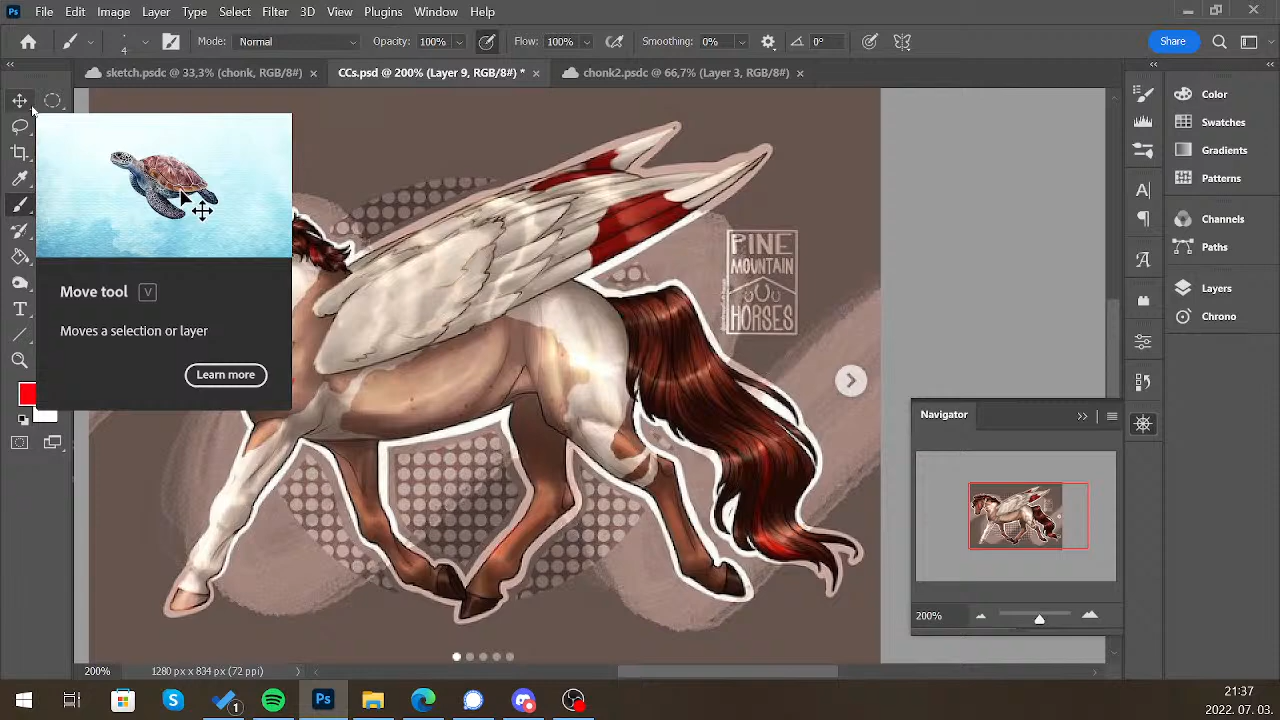 Ps File Edit Image Layer Type Select Filter 3D View Plugins Window Help
4 Mode: Normal Opacity: 100% Flow: 100% Smoothing: 0% 0° Share
sketch.psdc @ 33,3% (chonk, RGB/8#) × CCs.psd @ 200% (Layer 9, RGB/8#) * × chonk2.psdc @ 66,7% (Layer 3, RGB/8#) ×
Move tool V
Moves a selection or layer
Learn more
PINE
MOUNTAIN
HORSES
Color
Swatches
Gradients
Patterns
Channels
Paths
Layers
Chrono
Navigator
200%
200% 1280 px x 834 px (72 ppi)
1 Ps
21:37
2022. 07. 03.